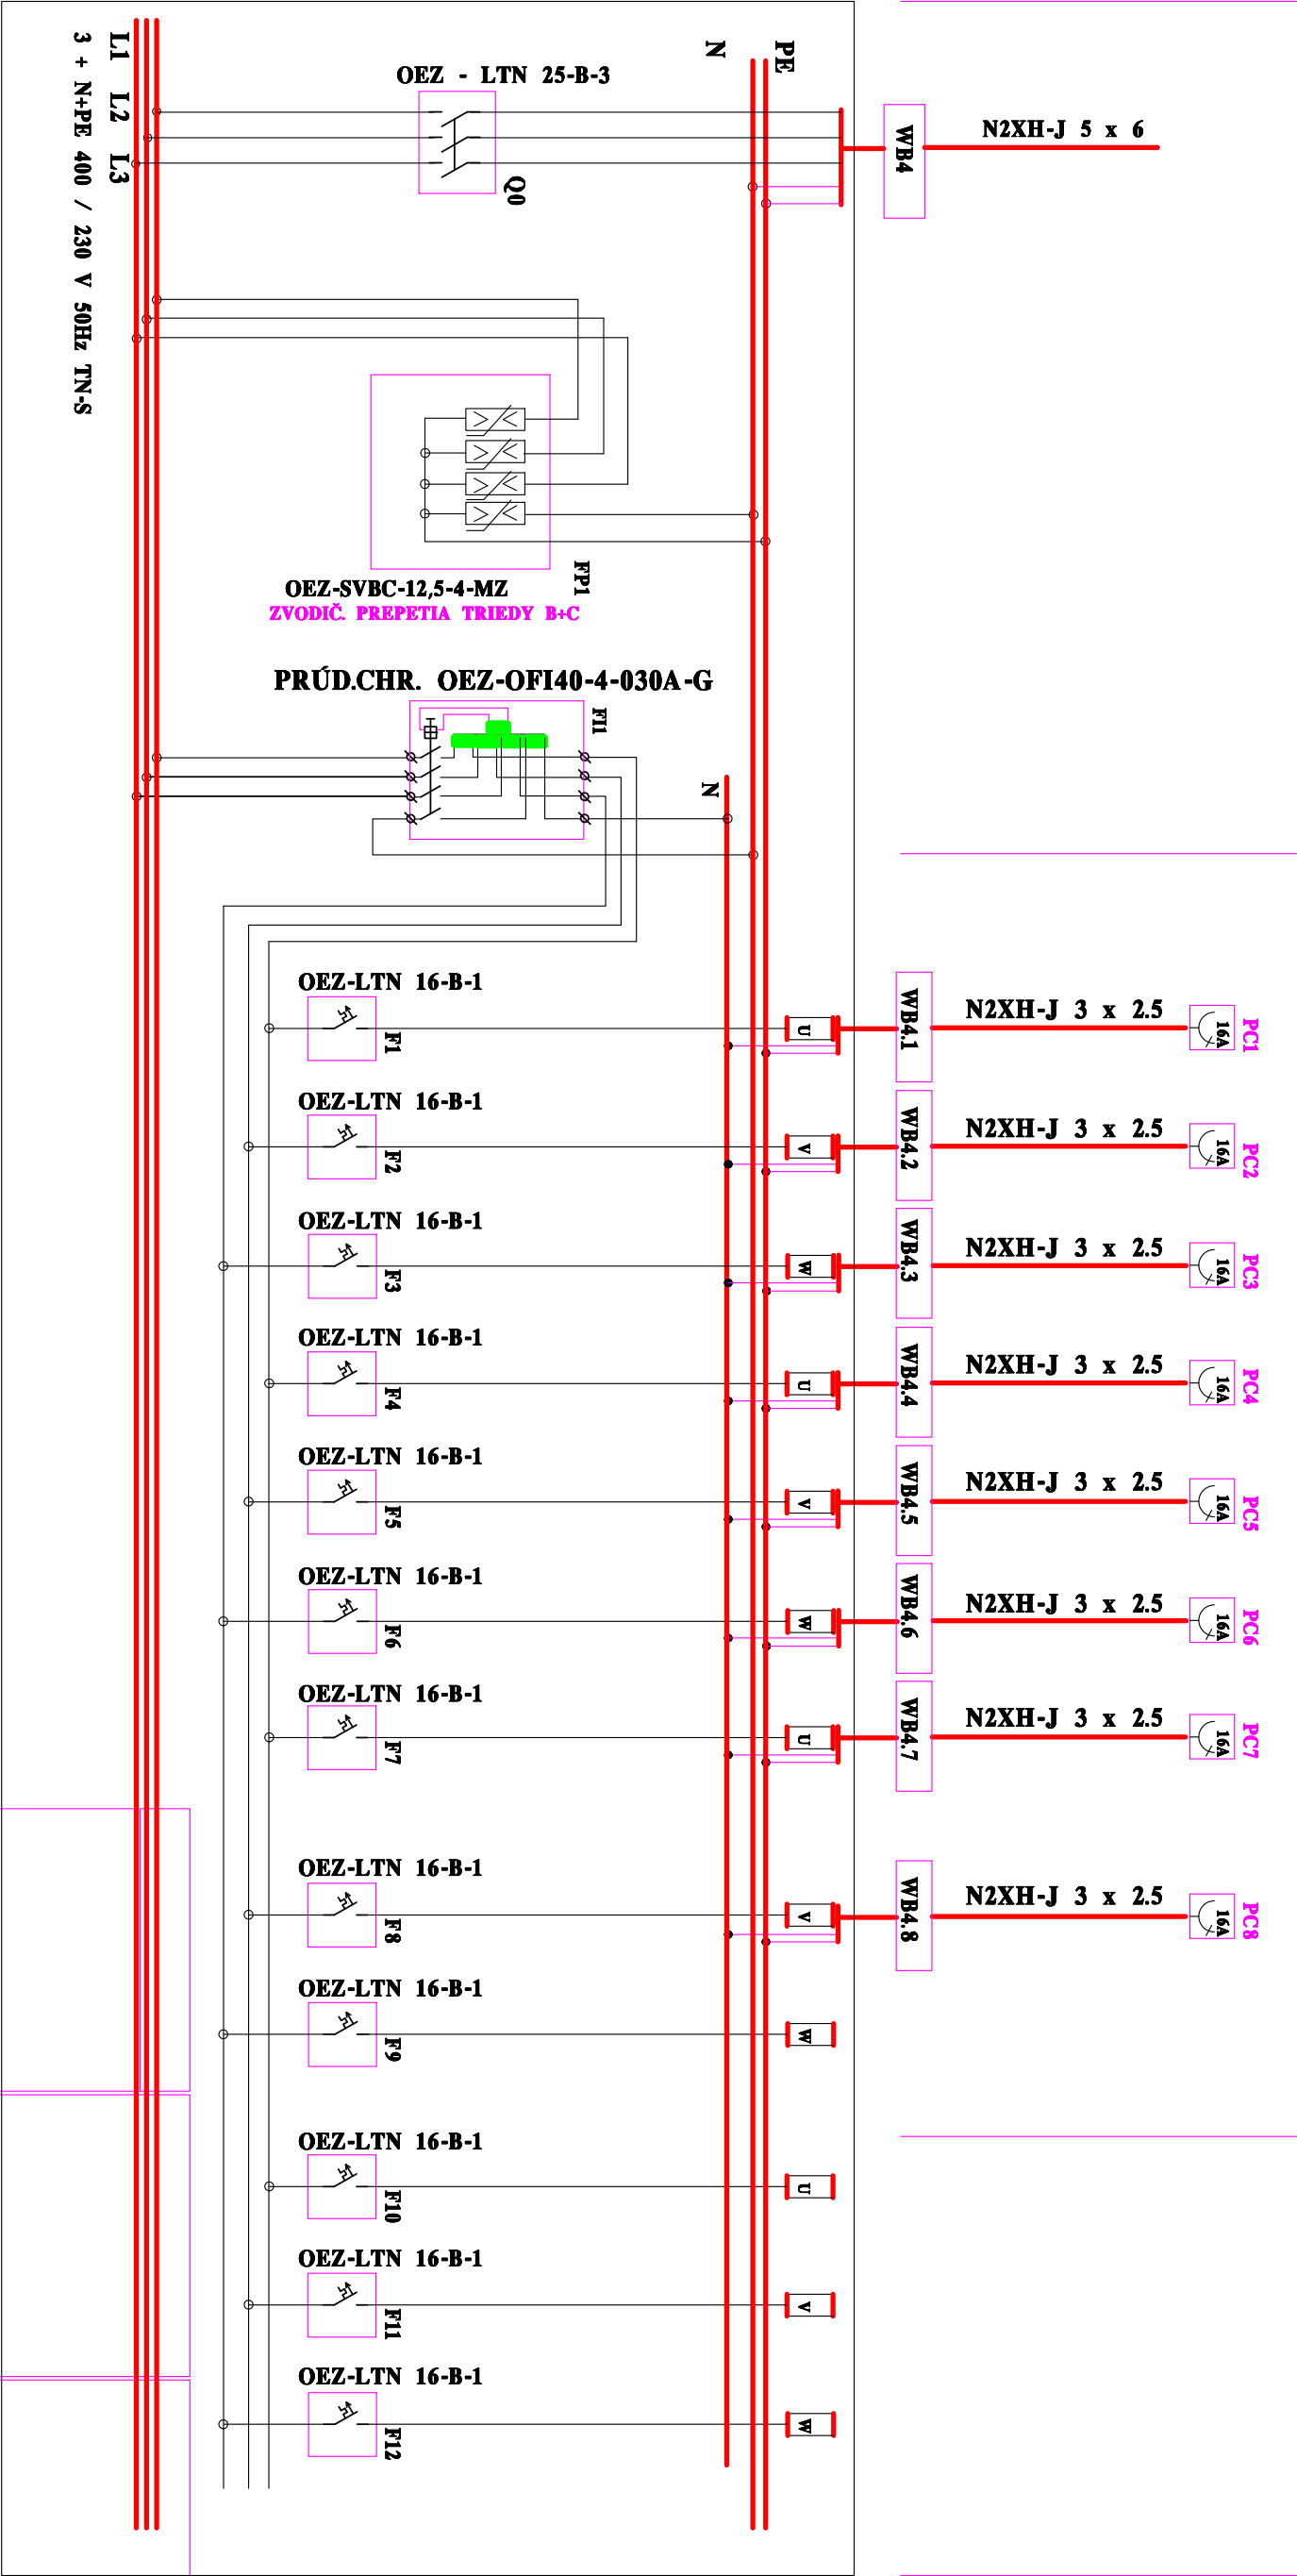 L1 L2 L3
3 + N+PE 400 / 230 V 50Hz TN-S
N
PE
OEZ - LTN 25-B-3
Q0
WB4
N2XH-J 5 x 6
FP1
OEZ-SVBC-12,5-4-MZ
ZVODIČ. PREPETIA TRIEDY B+C
PRÚD.CHR. OEZ-OFI40-4-030A-G
FI1
N
OEZ-LTN 16-B-1
F1
U
WB4.1
N2XH-J 3 x 2.5
16A
PC1
OEZ-LTN 16-B-1
F2
V
WB4.2
N2XH-J 3 x 2.5
16A
PC2
OEZ-LTN 16-B-1
F3
W
WB4.3
N2XH-J 3 x 2.5
16A
PC3
OEZ-LTN 16-B-1
F4
U
WB4.4
N2XH-J 3 x 2.5
16A
PC4
OEZ-LTN 16-B-1
F5
V
WB4.5
N2XH-J 3 x 2.5
16A
PC5
OEZ-LTN 16-B-1
F6
W
WB4.6
N2XH-J 3 x 2.5
16A
PC6
OEZ-LTN 16-B-1
F7
U
WB4.7
N2XH-J 3 x 2.5
16A
PC7
OEZ-LTN 16-B-1
F8
V
WB4.8
N2XH-J 3 x 2.5
16A
PC8
OEZ-LTN 16-B-1
F9
W
OEZ-LTN 16-B-1
F10
U
OEZ-LTN 16-B-1
F11
V
OEZ-LTN 16-B-1
F12
W